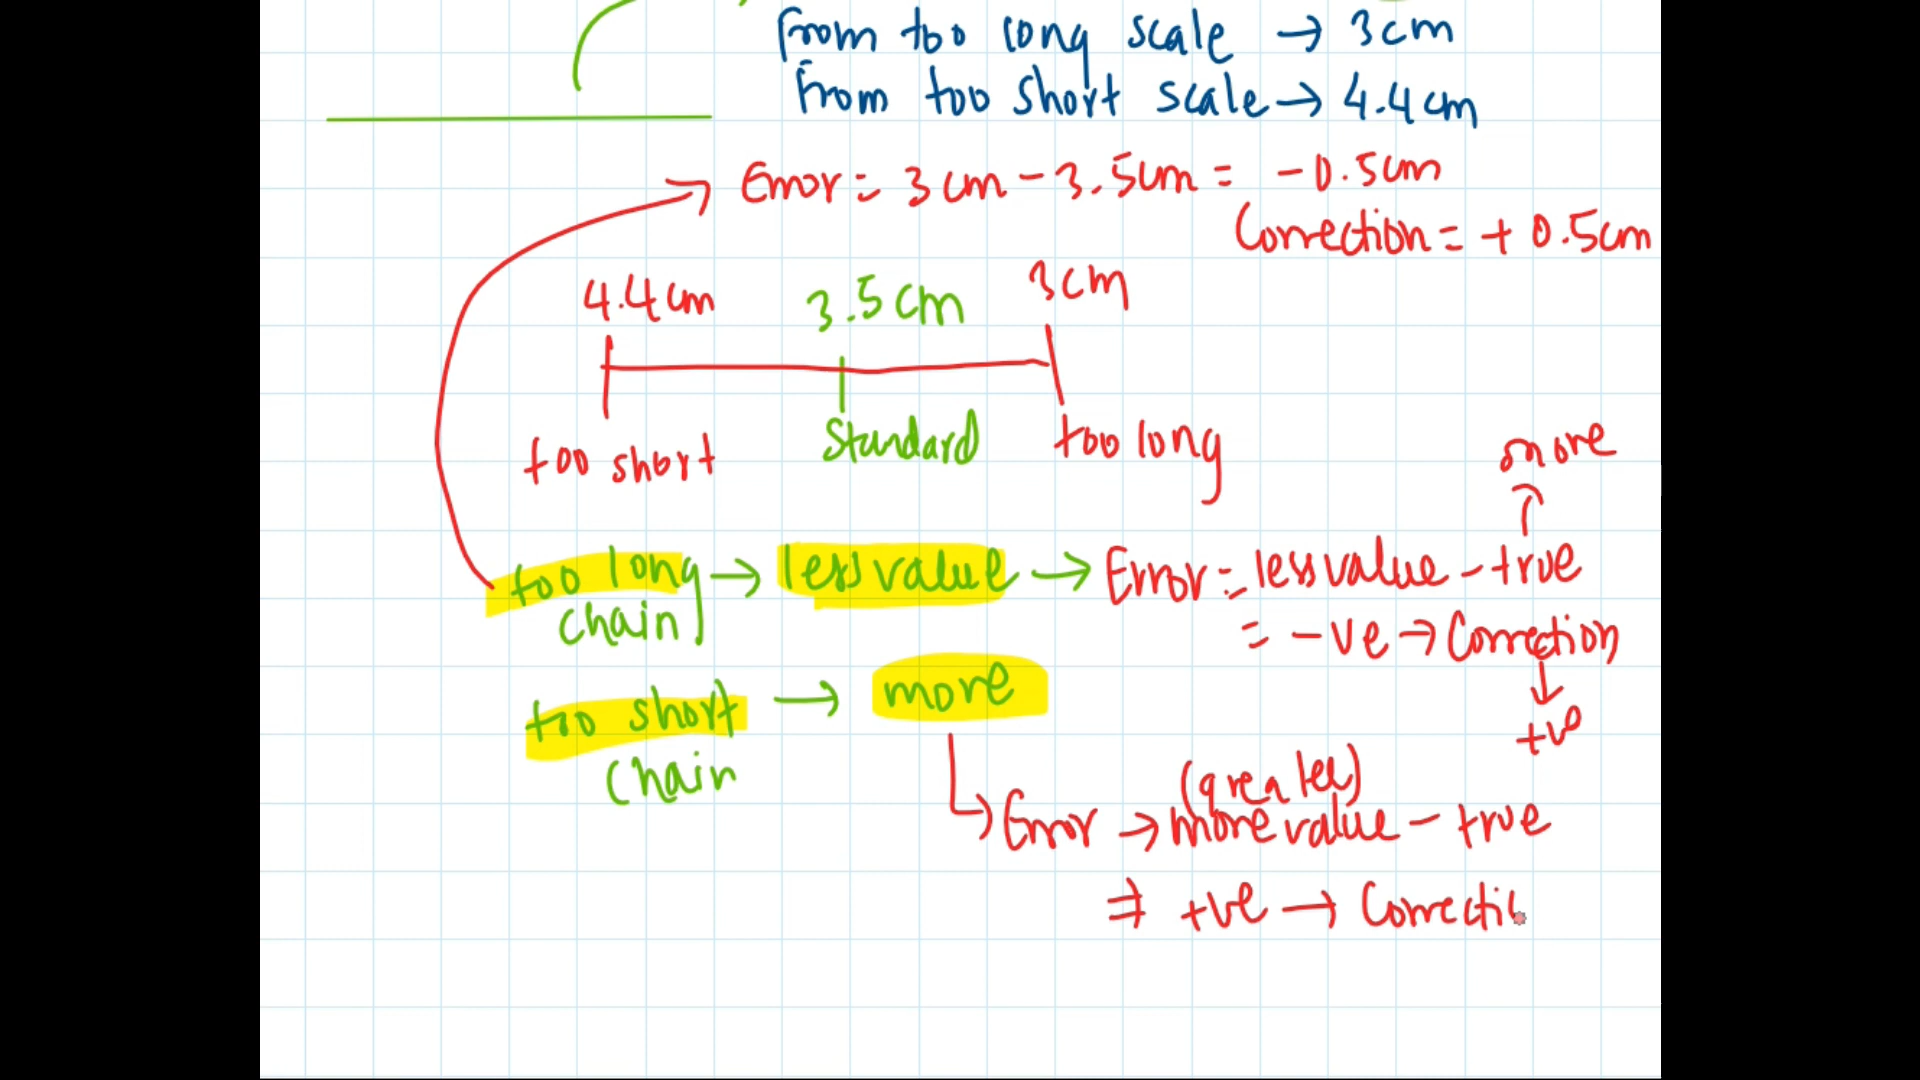 From too long scale → 3cm
From too short scale → 4.4cm
Error = 3cm - 3.5cm = -0.5cm
Correction = + 0.5cm
4.4cm 3.5cm 3cm
too short Standard too long
more
too long chain → less value → Error = less value - true
= -ve → Correction
+ve
too short chain → more
(greater)
Error → more value - true
⇒ +ve → Correcti